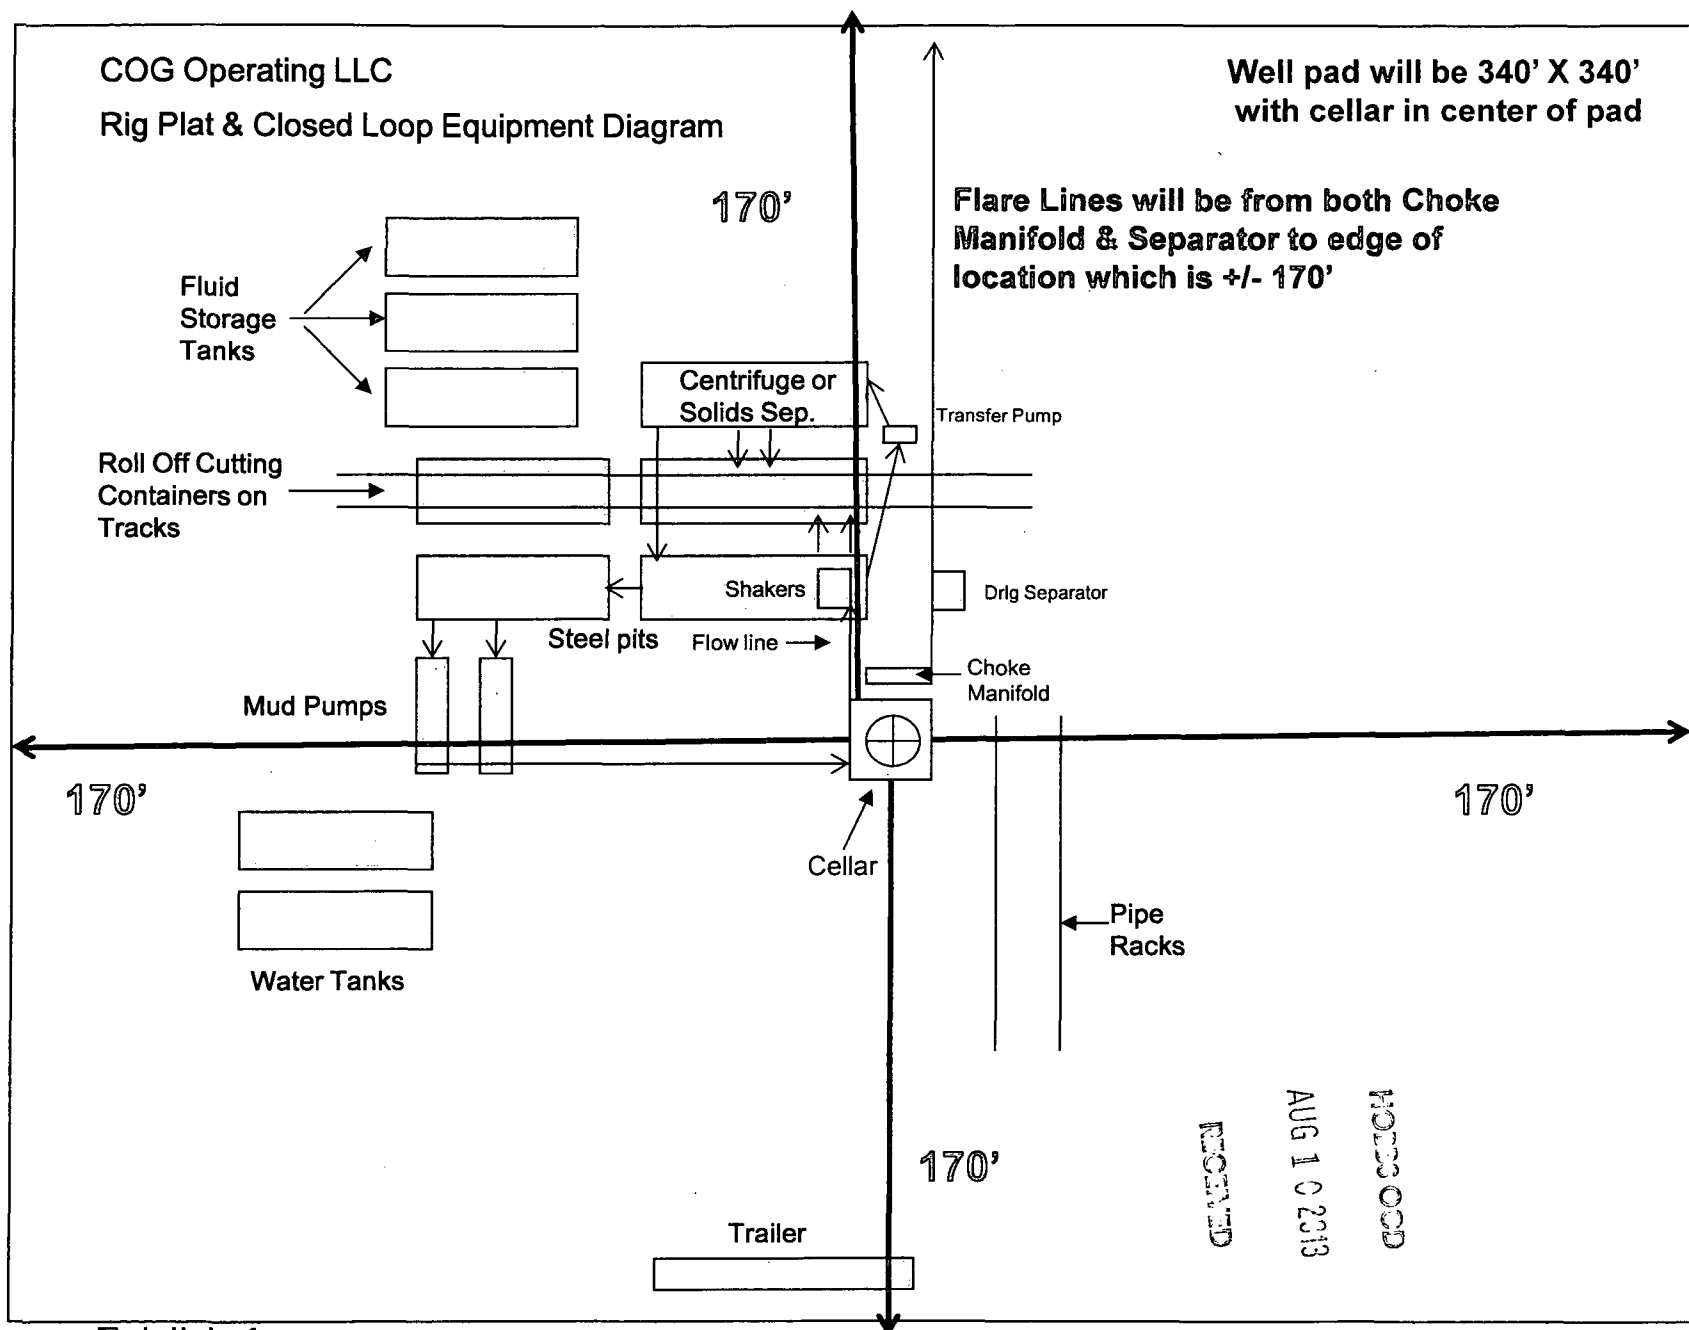 COG Operating LLC
Rig Plat & Closed Loop Equipment Diagram
Well pad will be 340' X 340'
with cellar in center of pad
170'
Flare Lines will be from both Choke
Manifold & Separator to edge of
location which is +/- 170'
Fluid
Storage
Tanks
Centrifuge or
Solids Sep.
Transfer Pump
Roll Off Cutting
Containers on
Tracks
Shakers
Drlg Separator
Steel pits
Flow line
Choke
Manifold
Mud Pumps
170'
170'
Cellar
Pipe
Racks
Water Tanks
170'
Trailer
HOBBS OCD
AUG 1 0
RECEIVED